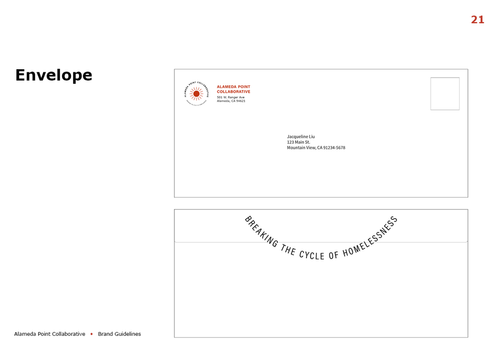 21
Envelope
ALAMEDA POINT
COLLABORATIVE
Alameda, CA 94501
Jacqueline Liu
123 Main St.
Mountain View, CA 91234-5678
BREAKING THE CYCLE OF HOMELESSNESS
Alameda Point Collaborative • Brand Guidelines